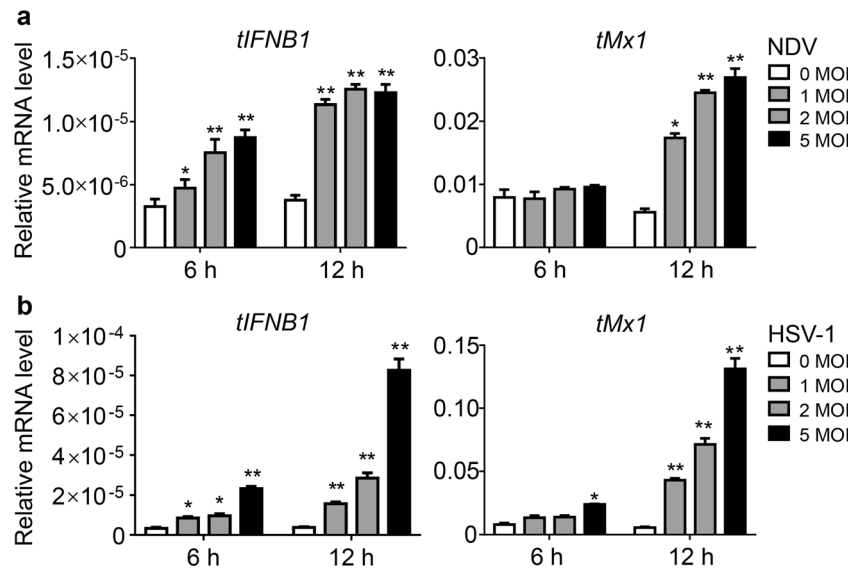 a
tIFNB1
tMx1
NDV
0 MOI
1 MOI
2 MOI
5 MOI
Relative mRNA level
1.5×10-5
1.0×10-5
5.0×10-6
0
* ** ** ** ** **
6 h 12 h
0.03
0.02
0.01
0
* ** **
6 h 12 h
b
tIFNB1
tMx1
HSV-1
0 MOI
1 MOI
2 MOI
5 MOI
Relative mRNA level
1×10-4
8×10-5
6×10-5
4×10-5
2×10-5
0
* * ** ** ** **
6 h 12 h
0.15
0.10
0.05
0
* ** ** **
6 h 12 h